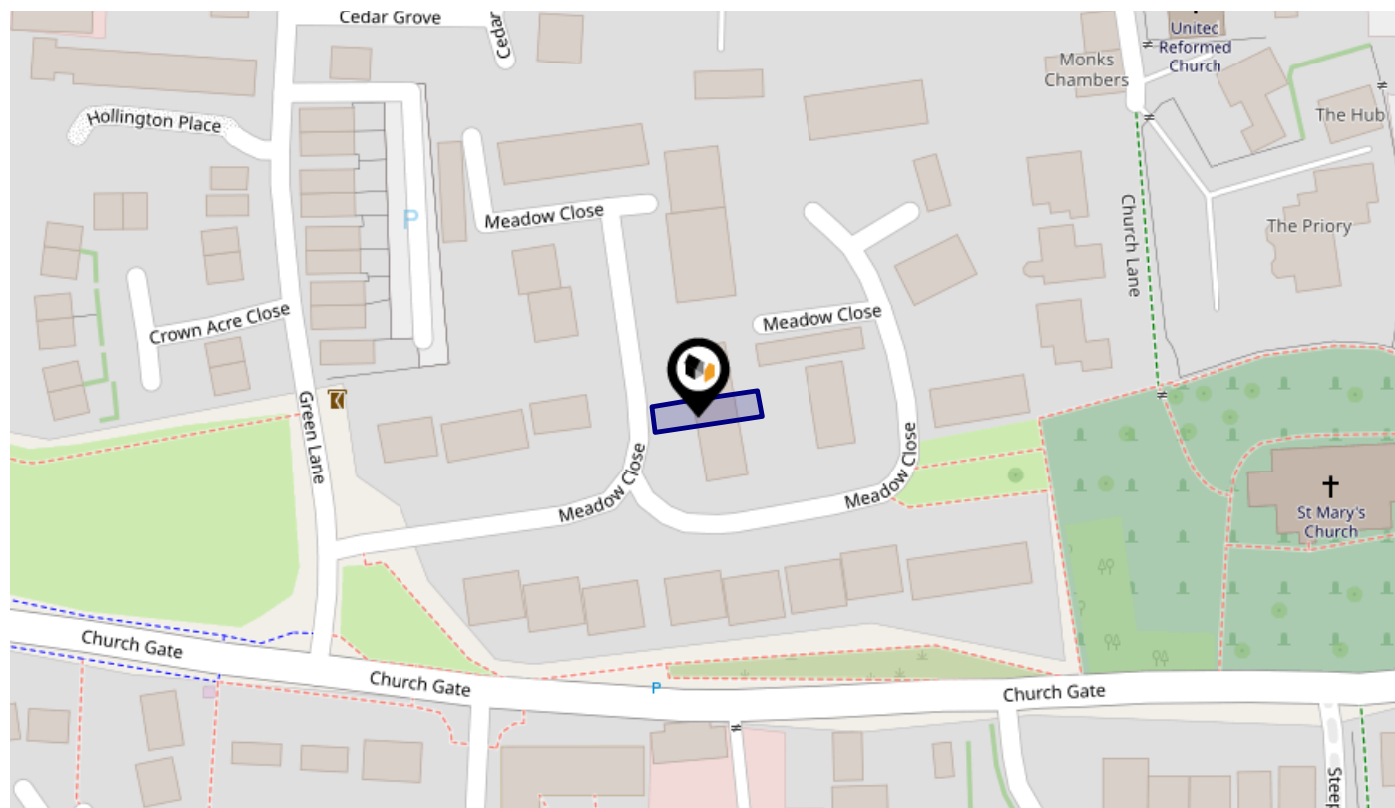 Cedar Grove
Cedar
United
Reformed
Church
Monks
Chambers
The Hub
Hollington Place
P
Meadow Close
Church Lane
The Priory
Crown Acre Close
Meadow Close
Green Lane
Meadow Close
Meadow Close
St Mary's
Church
Church Gate
Church Gate
P
Church Gate
Steep